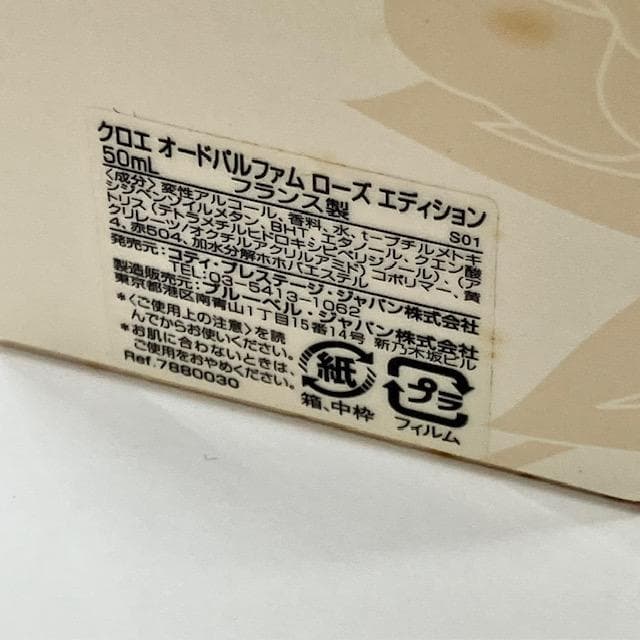 クロエ オードパルファム ローズ エディション
50mL フランス製 S01
〈成分〉変性アルコール、香料、水、t-ブチルメトキ
シジベンゾイルメタン、BHT、エタノール、クエン酸
トリス(テトラメチルヒドロキシピペリジノール)、(ア
クリレーツ/オクチルアクリルアミド)コポリマー、黄
4、赤504、加水分解ホホバエステル
発売元:コティ・プレステージ・ジャパン株式会社
TEL:03-5413-1062
製造販売元:ブルーベル・ジャパン株式会社
東京都港区南青山1丁目15番14号 新乃木坂ビル
*〈ご使用上の注意〉を読
んでからお使いください。
*お肌に合わないときは、
ご使用をおやめください。
Ref.7880030
紙
箱、中枠
プラ
フィルム